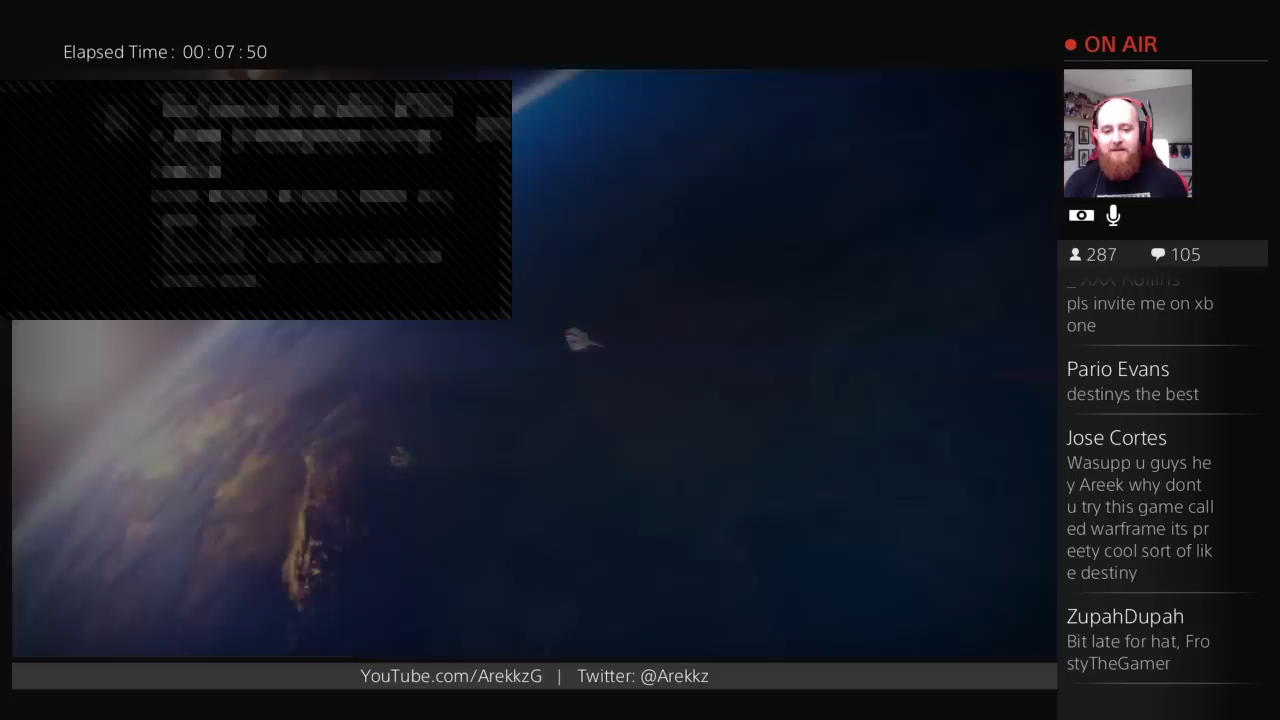 Elapsed Time: 00:07:50
ON AIR
287 105
pls invite me on xb
one
Pario Evans
destinys the best
Jose Cortes
Wasupp u guys he
y Areek why dont
u try this game call
ed warframe its pr
eety cool sort of lik
e destiny
ZupahDupah
Bit late for hat, Fro
styTheGamer
YouTube.com/ArekkzG | Twitter: @Arekkz